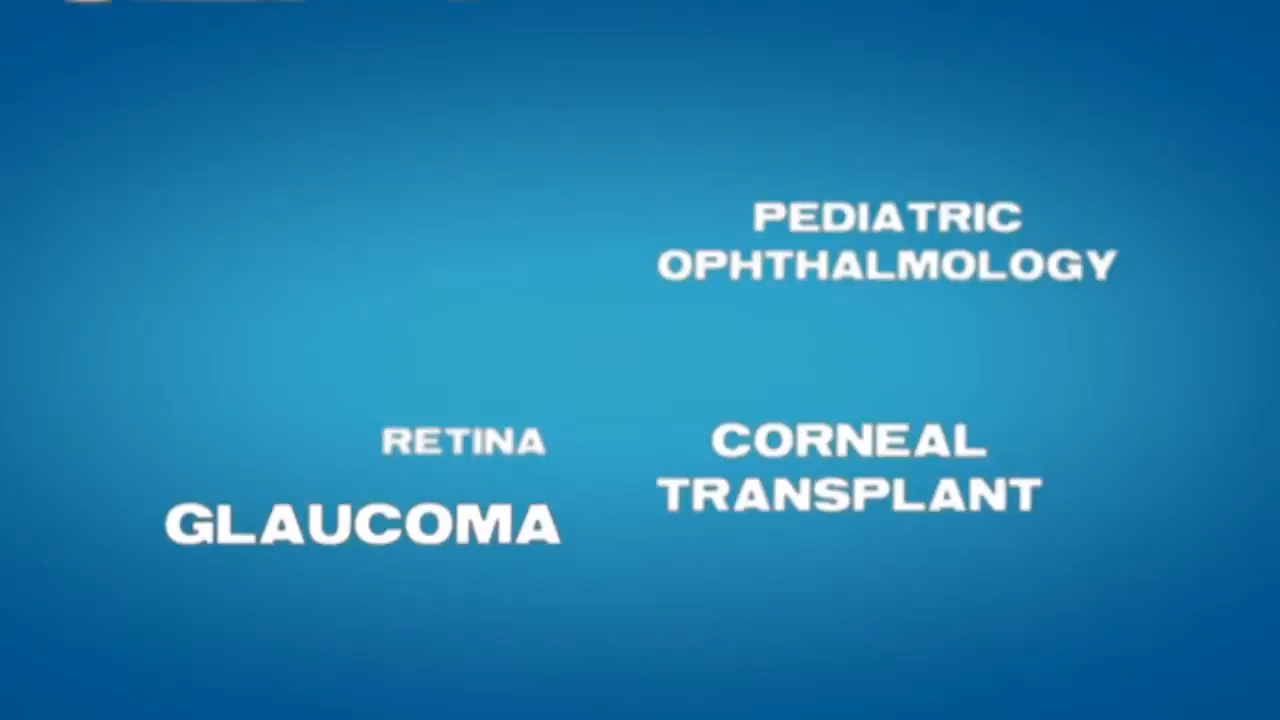 PEDIATRIC
OPHTHALMOLOGY
RETINA
GLAUCOMA
CORNEAL
TRANSPLANT